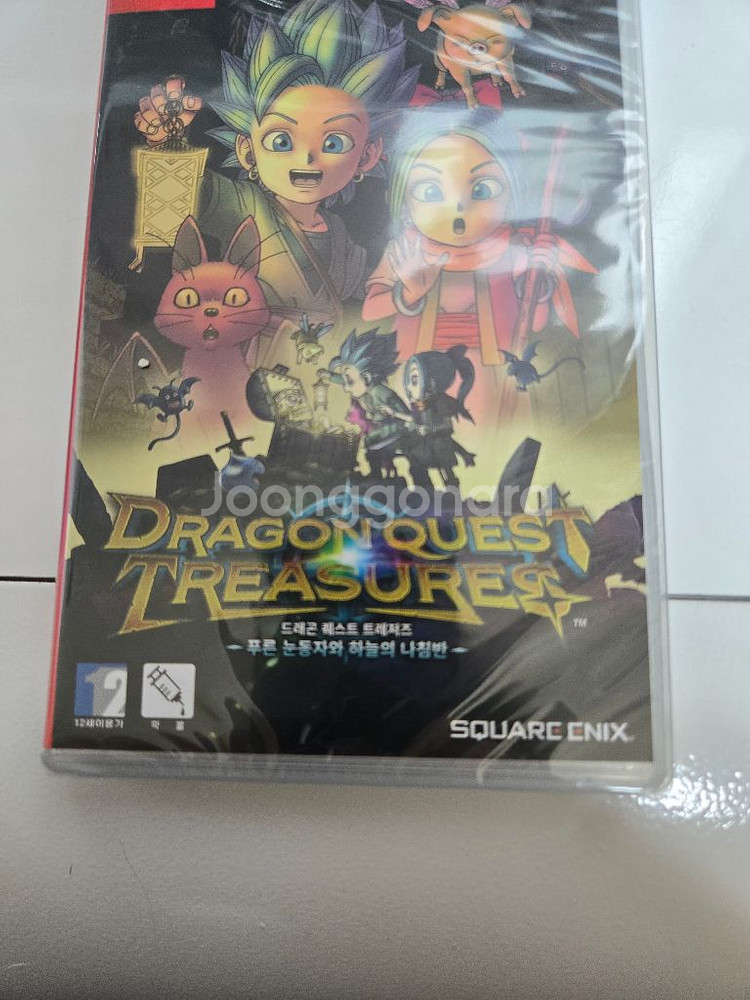 Joonggonara
DRAGON QUEST
TREASURES
TM
드래곤 퀘스트 트레저즈
푸른 눈동자와 하늘의 나침반
12
12세이용가
약 물
SQUARE ENIX